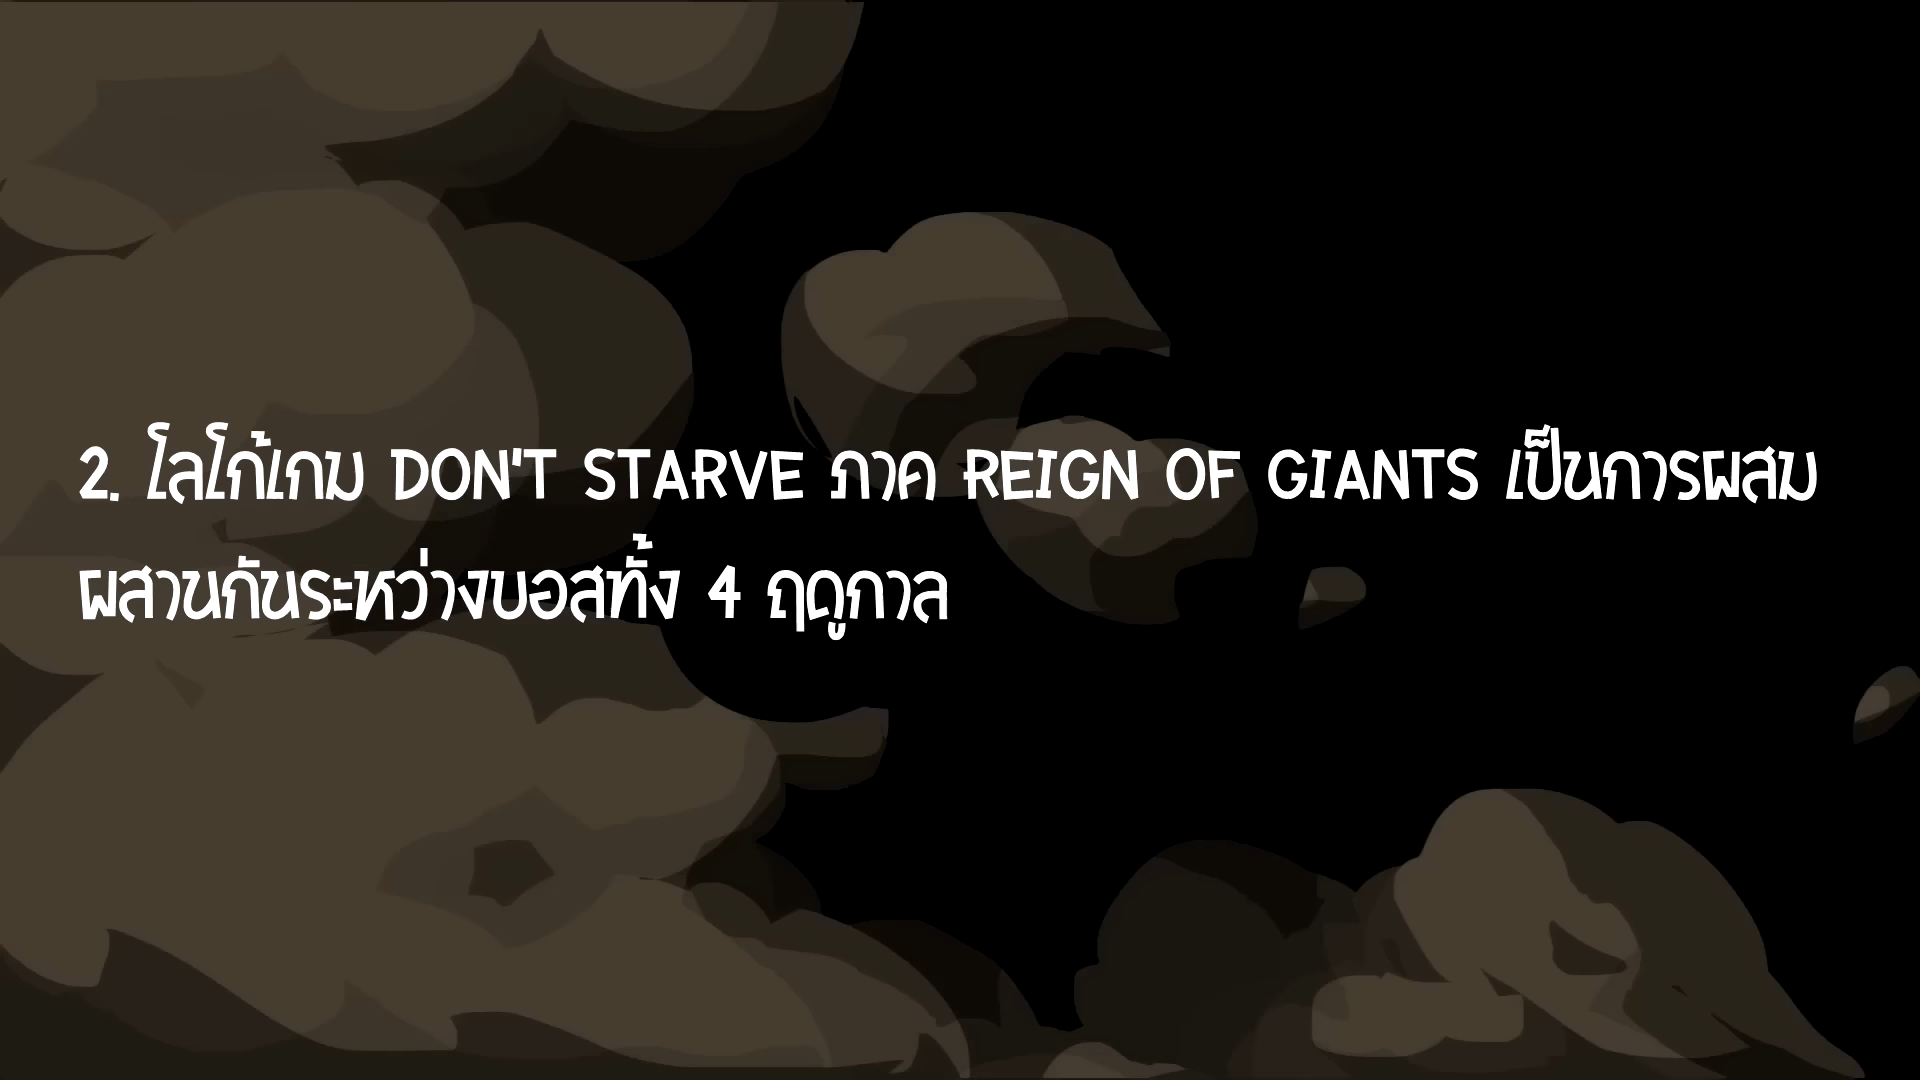 2. โลโก้เกม DON'T STARVE ภาค REIGN OF GIANTS เป็นการผสม
ผสานกันระหว่างบอสทั้ง 4 ฤดูกาล